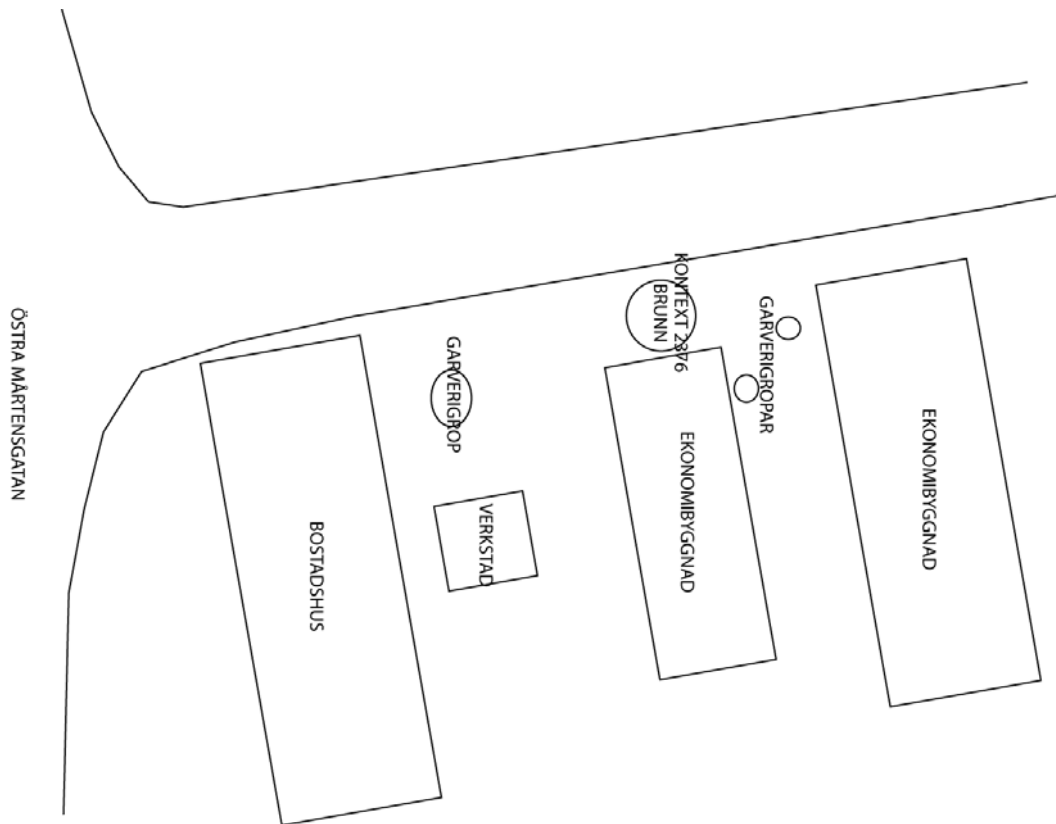 ÖSTRA MÅRTENSGATAN
BOSTADSHUS
GARVERIGROP
VERKSTAD
KONTEXT 2376
BRUNN
EKONOMIBYGGNAD
GARVERIGROPAR
EKONOMIBYGGNAD